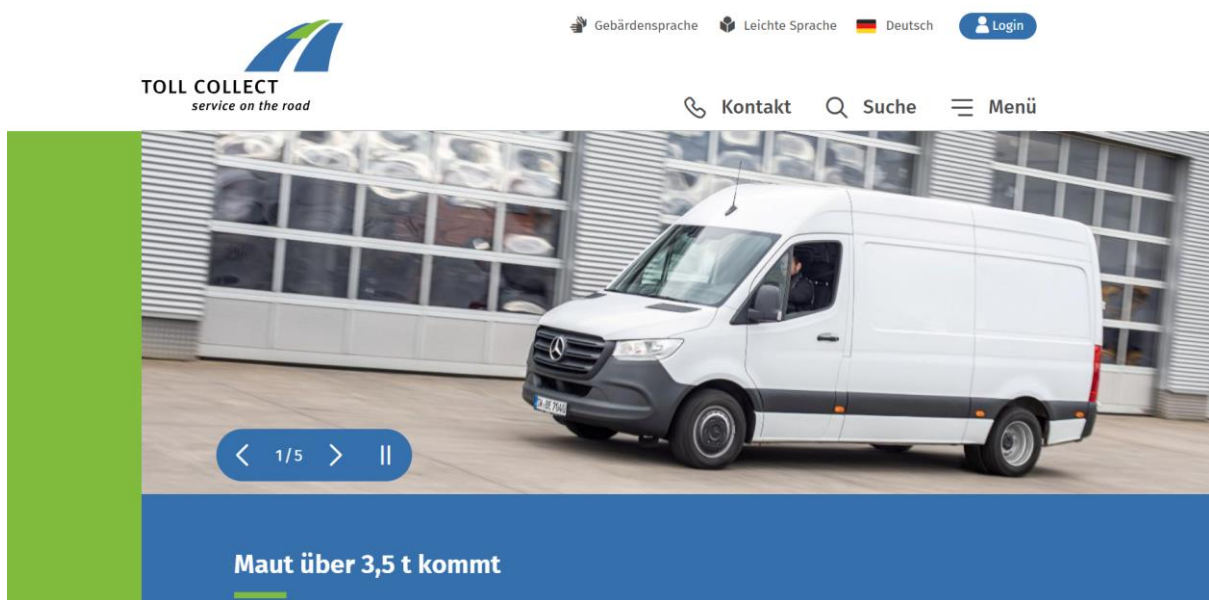 Gebärdensprache Leichte Sprache Deutsch Login
TOLL COLLECT
service on the road
Kontakt Suche Menü
1/5
Maut über 3,5 t kommt